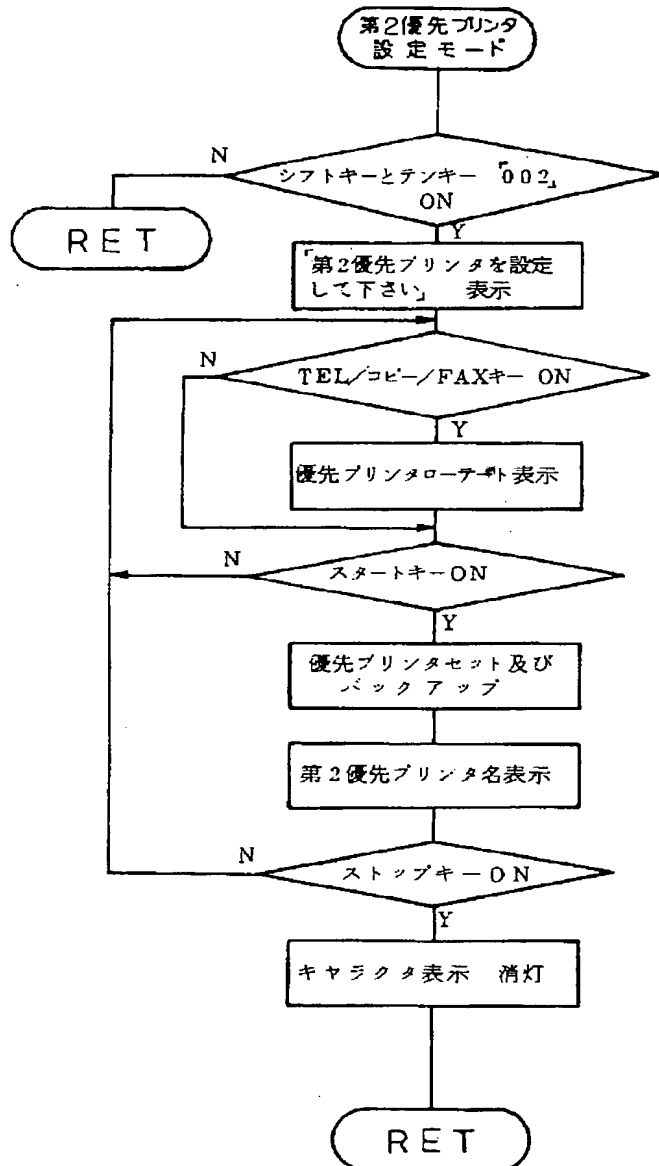 第2優先プリンタ
設定モード
N
シフトキーとテンキー「002」
ON
RET
Y
「第2優先プリンタを設定
して下さい」 表示
N
TEL/コピー/FAXキー ON
Y
優先プリンタローテート表示
N
スタートキーON
Y
優先プリンタセット及び
バックアップ
第2優先プリンタ名表示
N
ストップキーON
Y
キャラクタ表示 消灯
RET